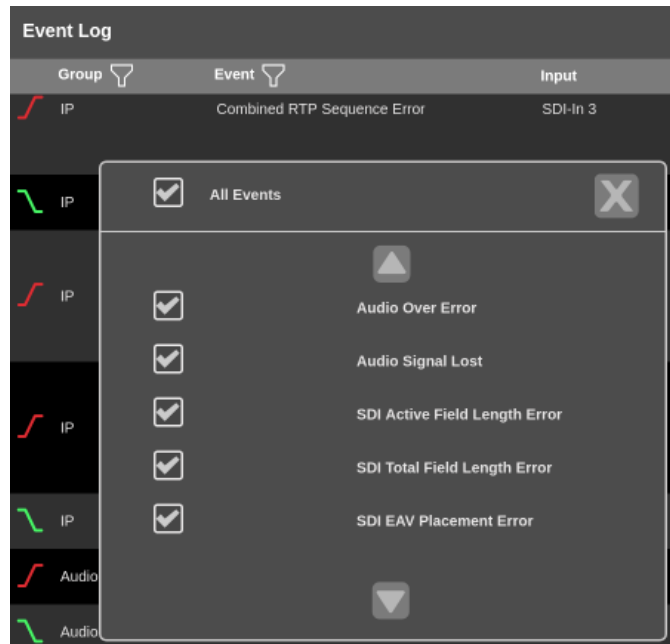 Event Log
Group Event Input
IP Combined RTP Sequence Error SDI-In 3
IP
All Events X
IP
Audio Over Error
Audio Signal Lost
SDI Active Field Length Error
IP
SDI Total Field Length Error
IP
SDI EAV Placement Error
Audio
Audio